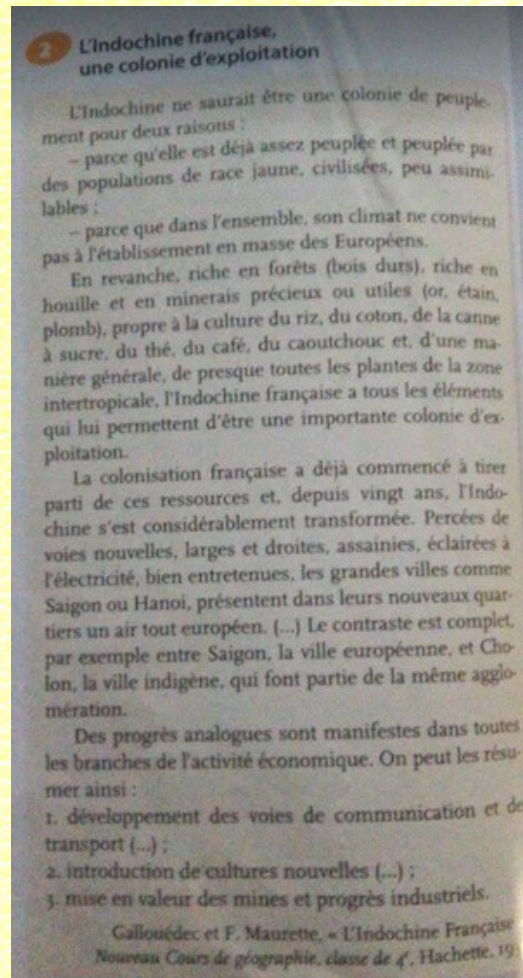 2 L'Indochine française,
une colonie d'exploitation
L'Indochine ne saurait être une colonie de peuple-
ment pour deux raisons :
– parce qu'elle est déjà assez peuplée et peuplée par
des populations de race jaune, civilisées, peu assimi-
lables ;
– parce que dans l'ensemble, son climat ne convient
pas à l'établissement en masse des Européens.
En revanche, riche en forêts (bois durs), riche en
houille et en minerais précieux ou utiles (or, étain,
plomb), propre à la culture du riz, du coton, de la canne
à sucre, du thé, du café, du caoutchouc et, d'une ma-
nière générale, de presque toutes les plantes de la zone
intertropicale, l'Indochine française a tous les éléments
qui lui permettent d'être une importante colonie d'ex-
ploitation.
La colonisation française a déjà commencé à tirer
parti de ces ressources et, depuis vingt ans, l'Indo-
chine s'est considérablement transformée. Percées de
voies nouvelles, larges et droites, assainies, éclairées à
l'électricité, bien entretenues, les grandes villes comme
Saigon ou Hanoi, présentent dans leurs nouveaux quar-
tiers un air tout européen. (...) Le contraste est complet,
par exemple entre Saigon, la ville européenne, et Cho-
lon, la ville indigène, qui font partie de la même agglo-
mération.
Des progrès analogues sont manifestes dans toutes
les branches de l'activité économique. On peut les résu-
mer ainsi :
1. développement des voies de communication et de
transport (...) ;
2. introduction de cultures nouvelles (...) ;
3. mise en valeur des mines et progrès industriels.
Gallouédec et F. Maurette, « L'Indochine Française
Nouveau Cours de géographie, classe de 4e, Hachette, 19